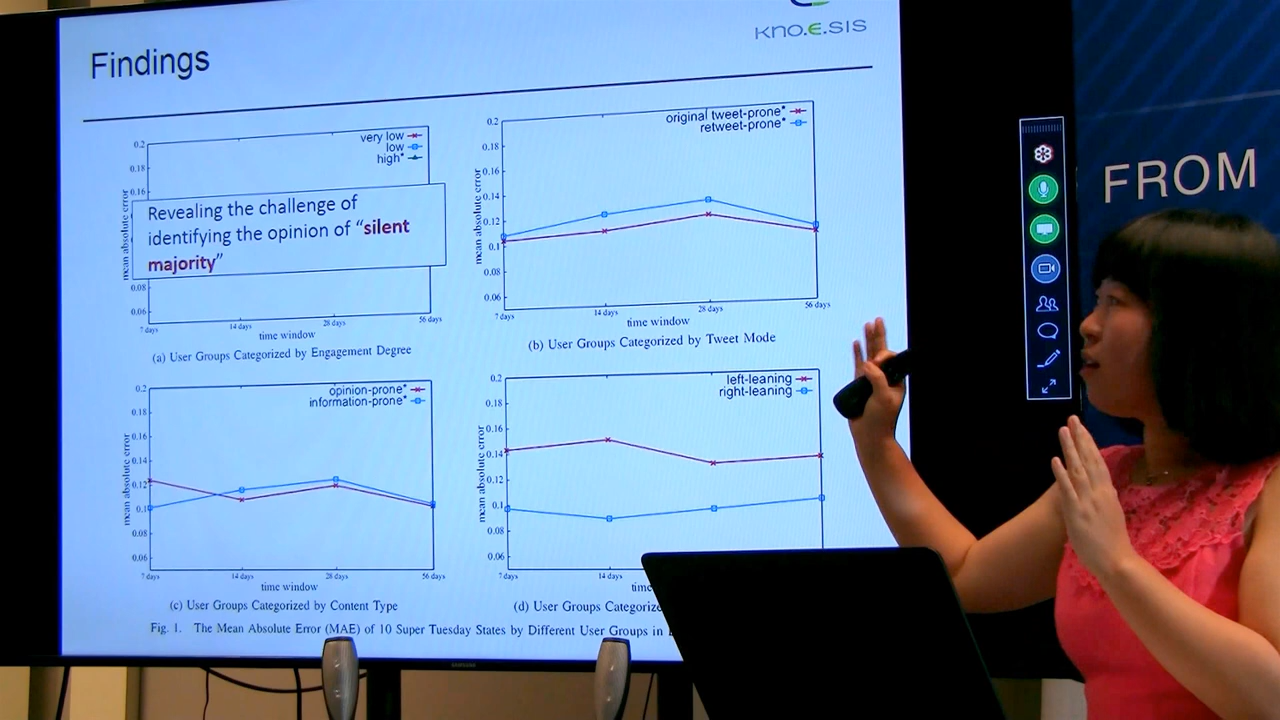 Findings
KNO.E.SIS
FROM
0.2
0.18
0.16
0.08
0.06
mean absolute error
very low
low
high*
Revealing the challenge of
identifying the opinion of “silent
majority”
7 days
14 days
28 days
56 days
time window
(a) User Groups Categorized by Engagement Degree
0.2
0.18
0.16
0.14
0.12
0.1
0.08
0.06
mean absolute error
original tweet-prone*
retweet-prone*
7 days
14 days
28 days
56 days
time window
(b) User Groups Categorized by Tweet Mode
0.2
0.18
0.16
0.14
0.12
0.1
0.08
0.06
mean absolute error
opinion-prone*
information-prone*
7 days
14 days
28 days
56 days
time window
(c) User Groups Categorized by Content Type
0.2
0.18
0.16
0.14
0.12
0.1
0.08
0.06
mean absolute error
left-leaning
right-leaning
7 days
14 days
(d) User Groups
Fig. 1. The Mean Absolute Error (MAE) of 10 Super Tuesday States by Different User Groups in
SAMSUNG